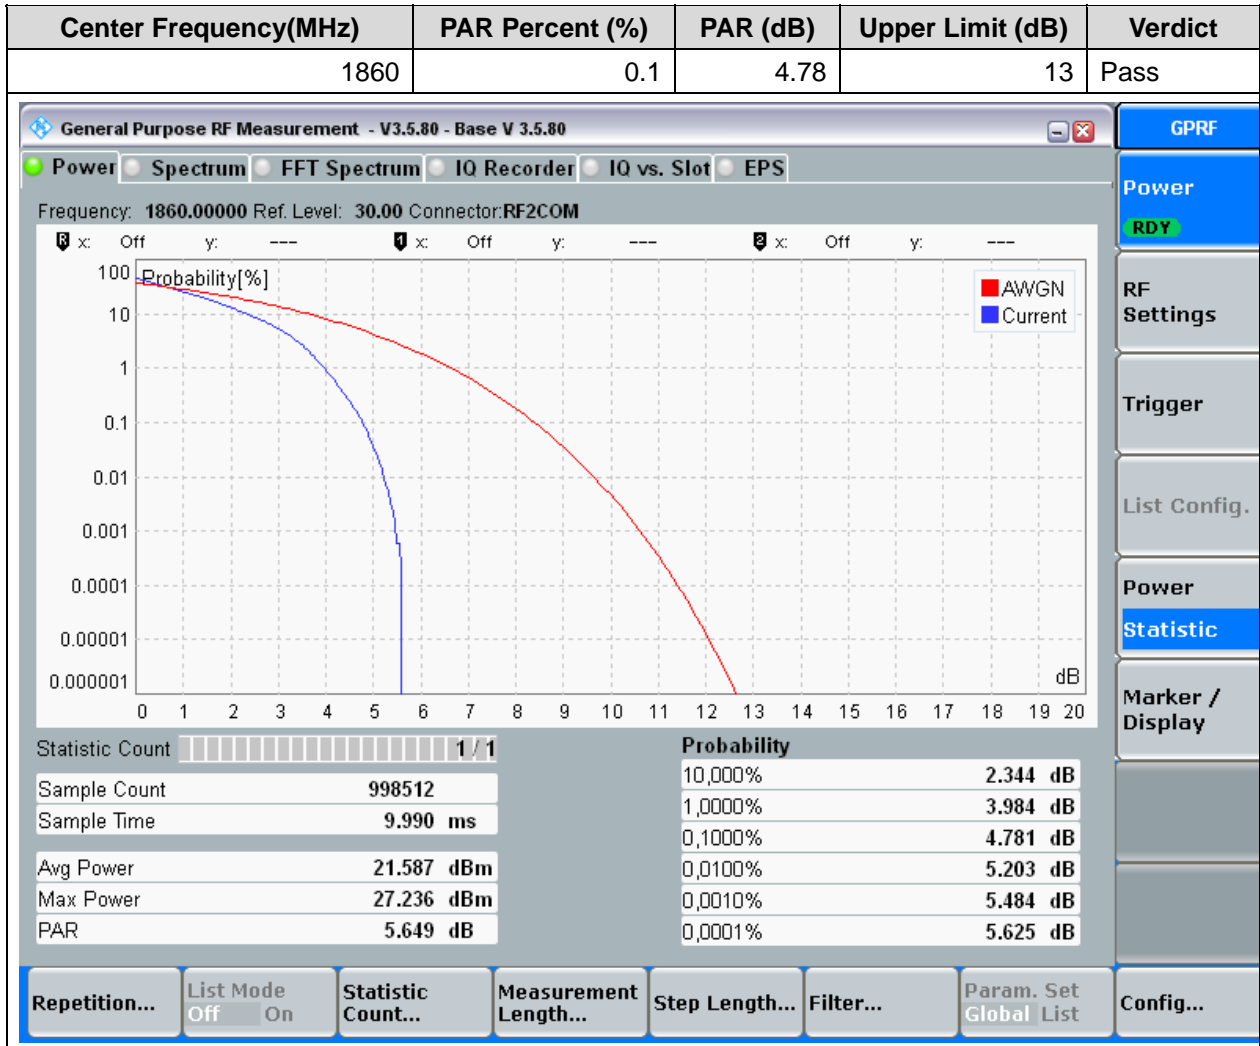 Center Frequency(MHz) PAR Percent (%) PAR (dB) Upper Limit (dB) Verdict
1860 0.1 4.78 13 Pass
General Purpose RF Measurement - V3.5.80 - Base V 3.5.80
GPRF
Power Spectrum FFT Spectrum IQ Recorder IQ vs. Slot EPS
Frequency: 1860.00000 Ref. Level: 30.00 Connector:RF2COM
R x: Off y: --- 1 x: Off y: --- 2 x: Off y: ---
Probability[%]
AWGN
Current
100
10
1
0.1
0.01
0.001
0.0001
0.00001
0.000001
dB
0 1 2 3 4 5 6 7 8 9 10 11 12 13 14 15 16 17 18 19 20
Statistic Count 1 / 1
Sample Count 998512
Sample Time 9.990 ms
Avg Power 21.587 dBm
Max Power 27.236 dBm
PAR 5.649 dB
Probability
10,000% 2.344 dB
1,0000% 3.984 dB
0,1000% 4.781 dB
0,0100% 5.203 dB
0,0010% 5.484 dB
0,0001% 5.625 dB
Power
RDY
RF
Settings
Trigger
List Config.
Power
Statistic
Marker /
Display
Repetition...
List Mode
Off On
Statistic
Count...
Measurement
Length...
Step Length...
Filter...
Param. Set
Global List
Config...